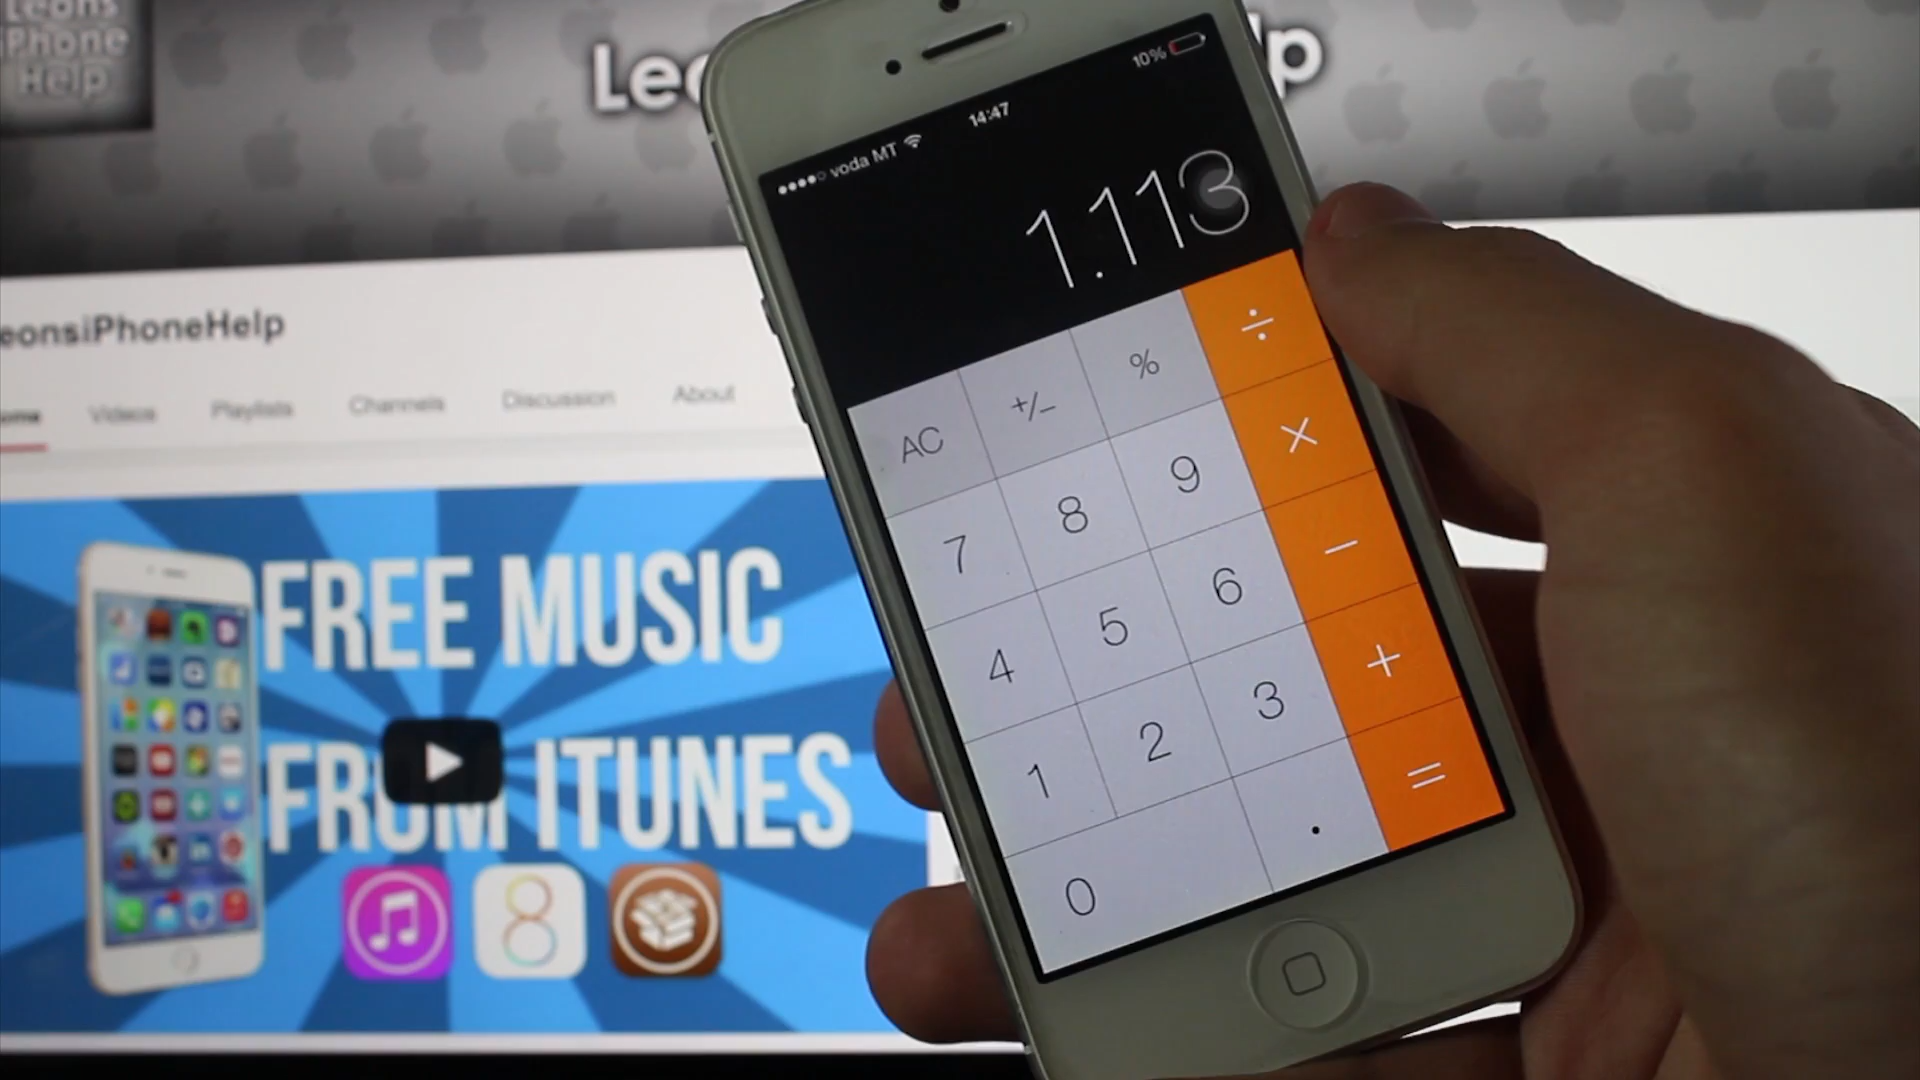 Leons
iPhone
Help
14:47
10%
voda MT
1.113
eonsiPhoneHelp
Videos Playlists Channels Discussion About
AC +/- % ÷
7 8 9 ×
4 5 6 −
1 2 3 +
0 . =
FREE MUSIC
FROM ITUNES
8